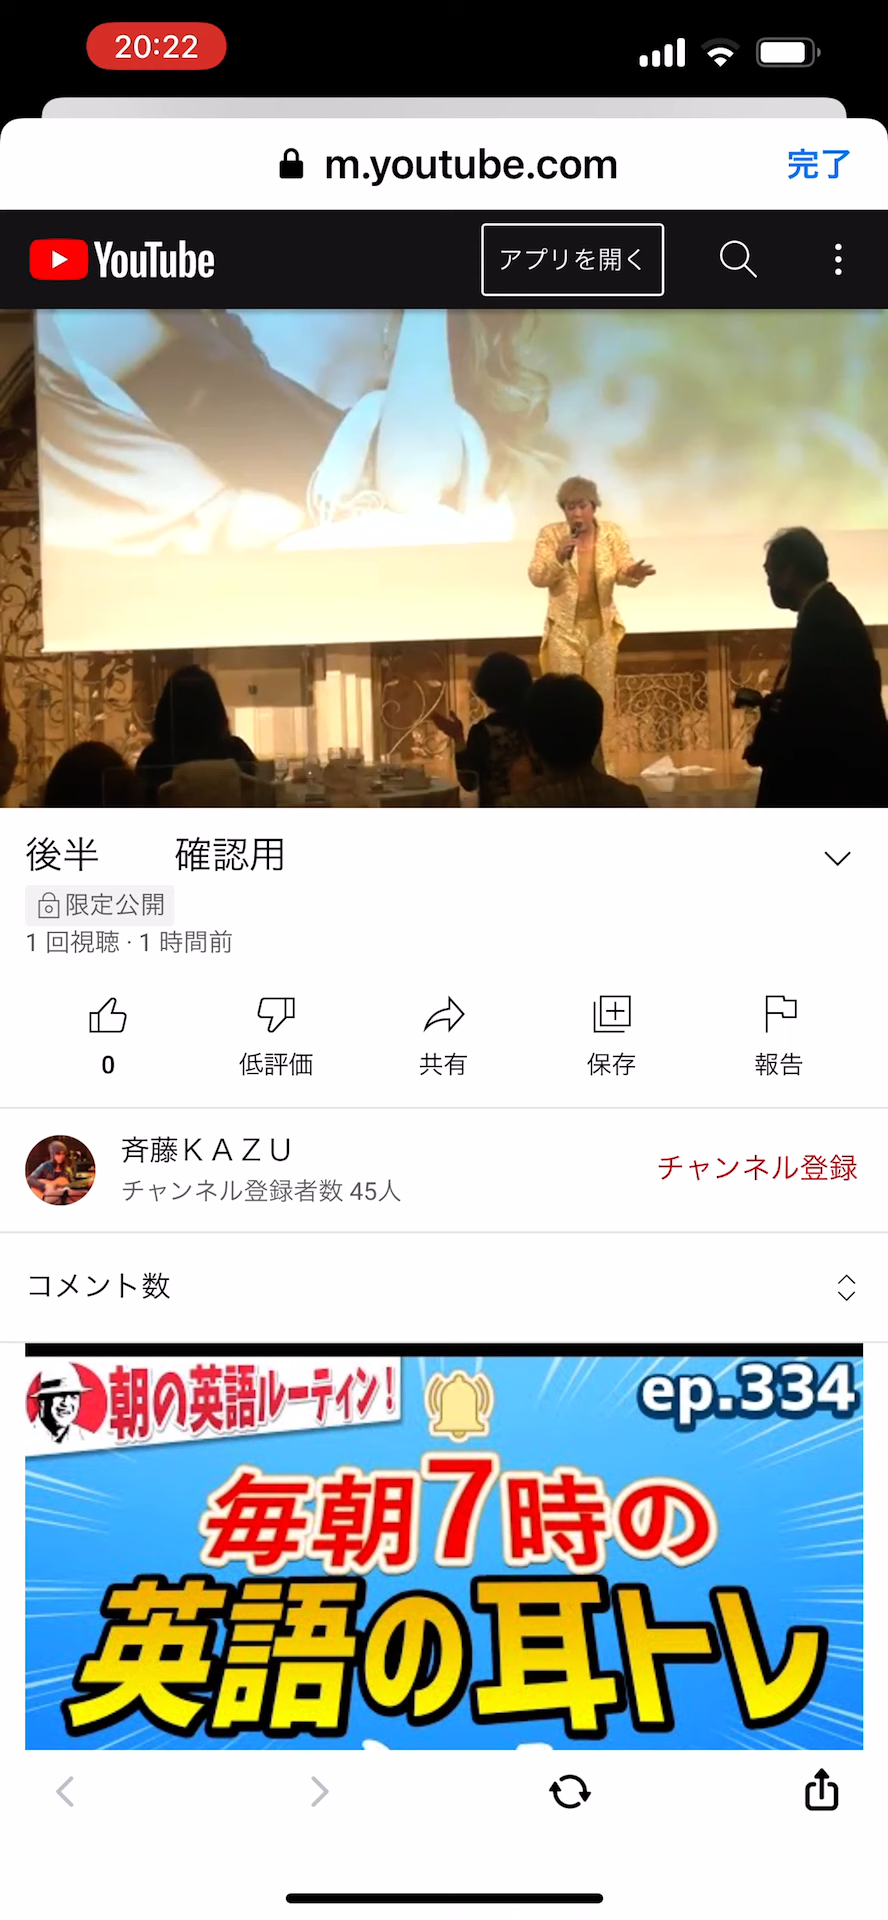 20:22
m.youtube.com
完了
YouTube
アプリを開く
後半 確認用
限定公開
1 回視聴 · 1 時間前
0
低評価
共有
保存
報告
斉藤ＫＡＺＵ
チャンネル登録者数 45人
チャンネル登録
コメント数
朝の英語ルーティン！
ep.334
毎朝7時の
英語の耳トレ